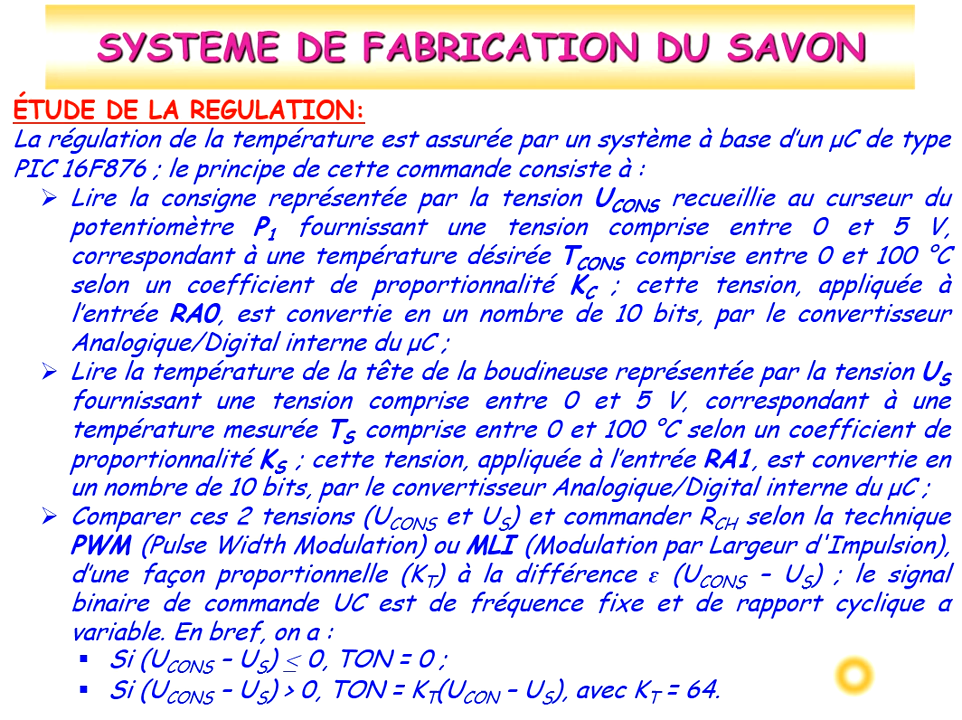 SYSTEME DE FABRICATION DU SAVON
ÉTUDE DE LA REGULATION:
La régulation de la température est assurée par un système à base d'un µC de type
PIC 16F876 ; le principe de cette commande consiste à :
➢ Lire la consigne représentée par la tension UCONS recueillie au curseur du
potentiomètre P1 fournissant une tension comprise entre 0 et 5 V,
correspondant à une température désirée TCONS comprise entre 0 et 100 °C
selon un coefficient de proportionnalité KC ; cette tension, appliquée à
l'entrée RA0, est convertie en un nombre de 10 bits, par le convertisseur
Analogique/Digital interne du µC ;
➢ Lire la température de la tête de la boudineuse représentée par la tension US
fournissant une tension comprise entre 0 et 5 V, correspondant à une
température mesurée TS comprise entre 0 et 100 °C selon un coefficient de
proportionnalité KS ; cette tension, appliquée à l'entrée RA1, est convertie en
un nombre de 10 bits, par le convertisseur Analogique/Digital interne du µC ;
➢ Comparer ces 2 tensions (UCONS et US) et commander RCH selon la technique
PWM (Pulse Width Modulation) ou MLI (Modulation par Largeur d'Impulsion),
d'une façon proportionnelle (KT) à la différence ε (UCONS – US) ; le signal
binaire de commande UC est de fréquence fixe et de rapport cyclique α
variable. En bref, on a :
▪ Si (UCONS – US) ≤ 0, TON = 0 ;
▪ Si (UCONS – US) > 0, TON = KT(UCON – US), avec KT = 64.